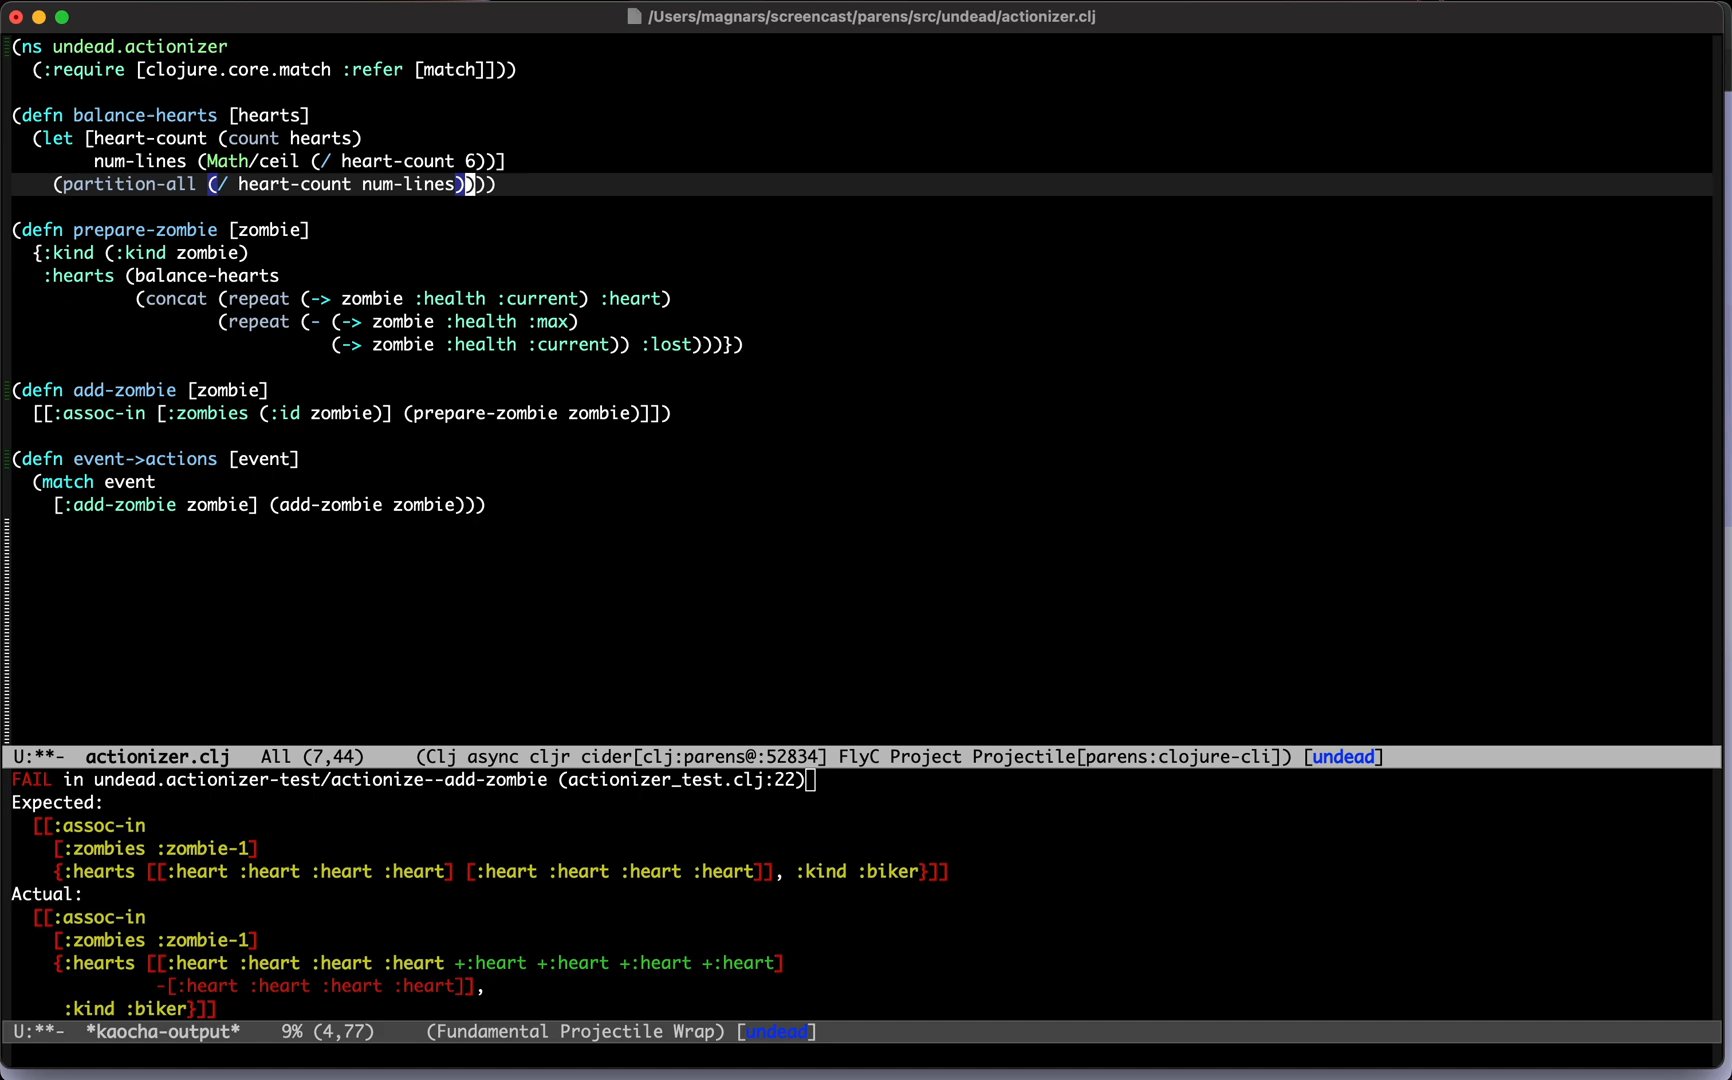 /Users/magnars/screencast/parens/src/undead/actionizer.clj
(ns undead.actionizer
  (:require [clojure.core.match :refer [match]]))
(defn balance-hearts [hearts]
  (let [heart-count (count hearts)
        num-lines (Math/ceil (/ heart-count 6))]
    (partition-all (/ heart-count num-lines))))
(defn prepare-zombie [zombie]
  {:kind (:kind zombie)
   :hearts (balance-hearts
            (concat (repeat (-> zombie :health :current) :heart)
                    (repeat (- (-> zombie :health :max)
                               (-> zombie :health :current)) :lost)))})
(defn add-zombie [zombie]
  [[:assoc-in [:zombies (:id zombie)] (prepare-zombie zombie)]])
(defn event->actions [event]
  (match event
    [:add-zombie zombie] (add-zombie zombie)))
U:**-  actionizer.clj   All (7,44)    (Clj async cljr cider[clj:parens@:52834] FlyC Project Projectile[parens:clojure-cli]) [undead]
FAIL in undead.actionizer-test/actionize--add-zombie (actionizer_test.clj:22)
Expected:
  [[:assoc-in
    [:zombies :zombie-1]
    {:hearts [[:heart :heart :heart :heart] [:heart :heart :heart :heart]], :kind :biker}]]
Actual:
  [[:assoc-in
    [:zombies :zombie-1]
    {:hearts [[:heart :heart :heart :heart +:heart +:heart +:heart +:heart]
              -[:heart :heart :heart :heart]],
     :kind :biker}]]
U:**-  *kaocha-output*    9% (4,77)     (Fundamental Projectile Wrap) [undead]